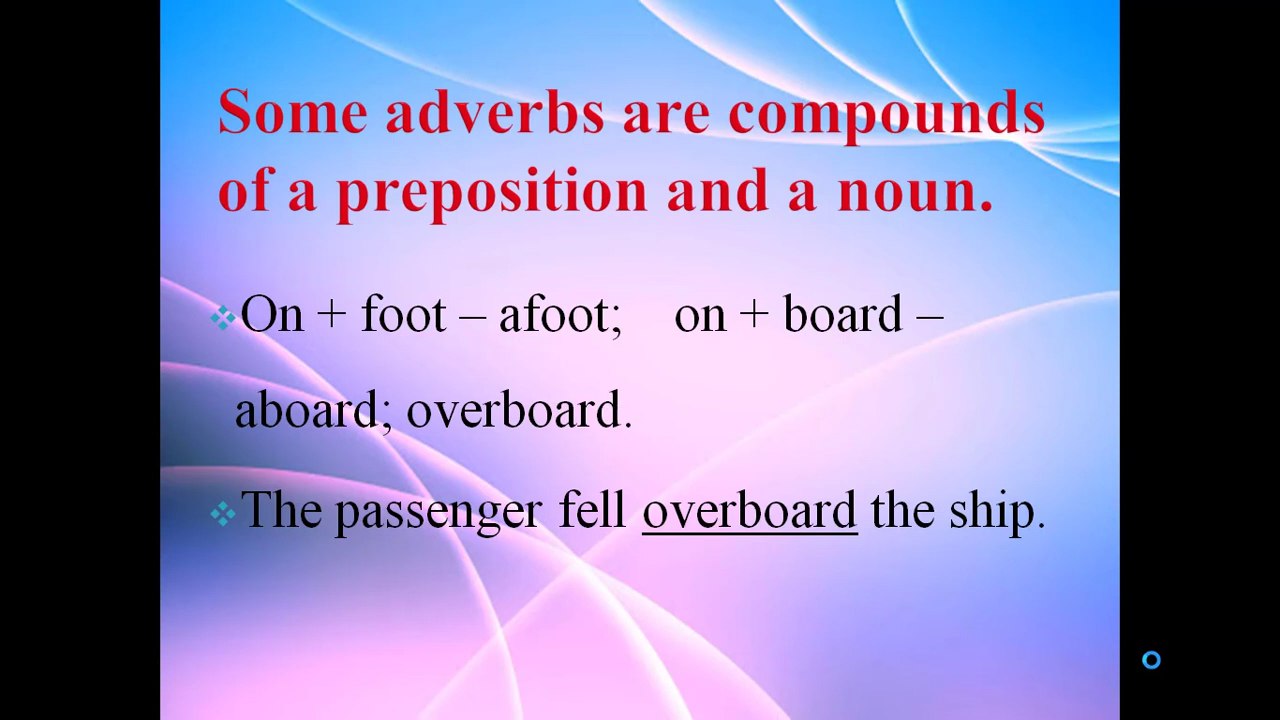 Some adverbs are compounds
of a preposition and a noun.
❖On + foot – afoot; on + board –
aboard; overboard.
❖The passenger fell overboard the ship.